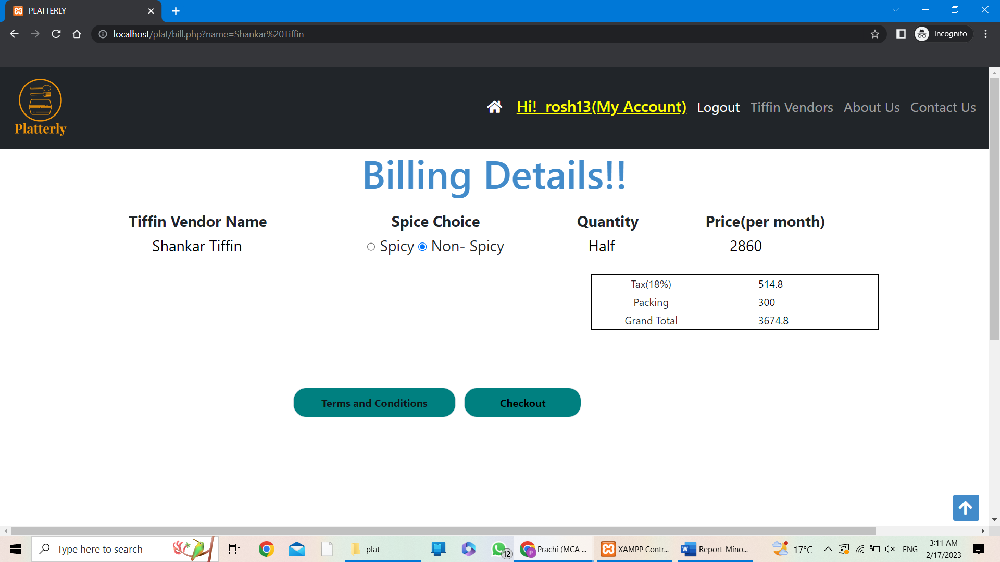 PLATTERLY
localhost/plat/bill.php?name=Shankar%20Tiffin
Incognito
Platterly
Hi!_rosh13(My Account) Logout Tiffin Vendors About Us Contact Us
Billing Details!!
Tiffin Vendor Name Spice Choice Quantity Price(per month)
Shankar Tiffin Spicy Non- Spicy Half 2860
Tax(18%) 514.8
Packing 300
Grand Total 3674.8
Terms and Conditions Checkout
Type here to search
plat
12
P
Prachi (MCA ...
XAMPP Contr...
W
Report-Mino...
17°C
ENG
3:11 AM
2/17/2023